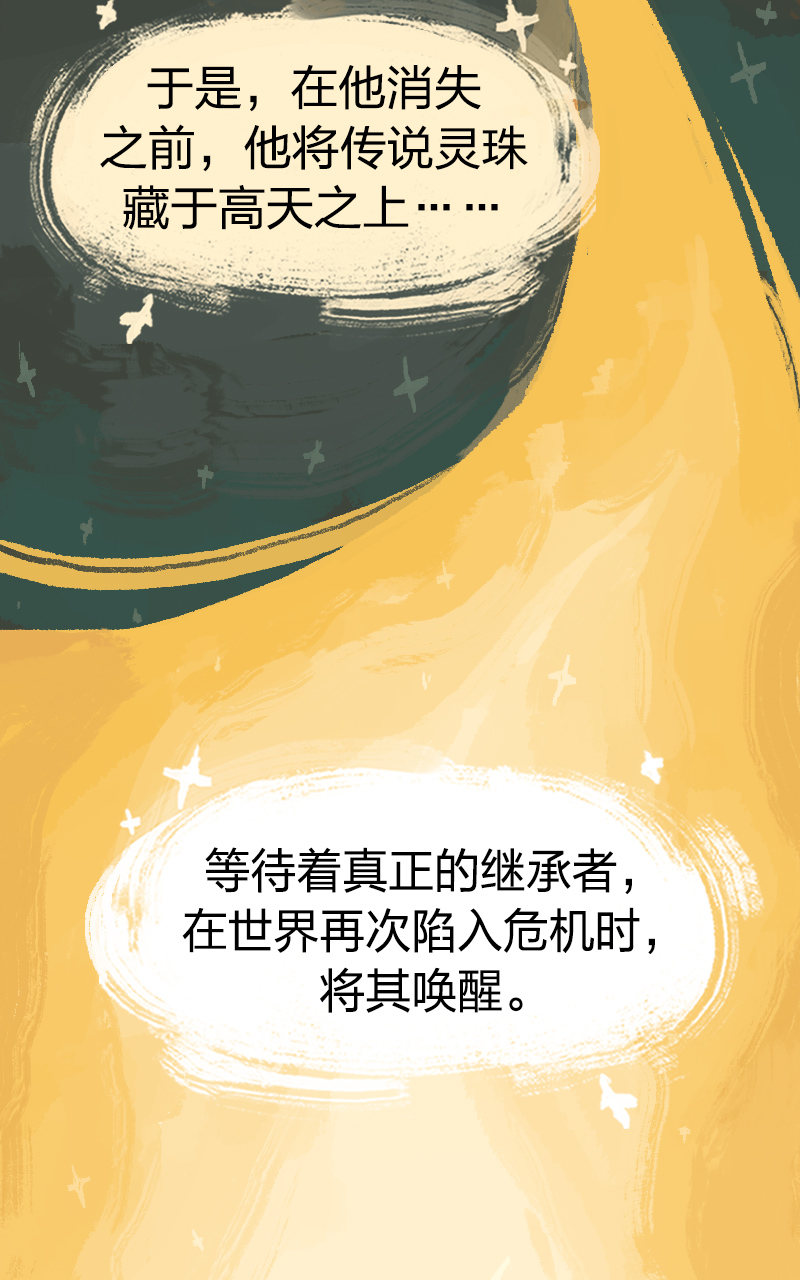 于是，在他消失
之前，他将传说灵珠
藏于高天之上……
等待着真正的继承者，
在世界再次陷入危机时，
将其唤醒。